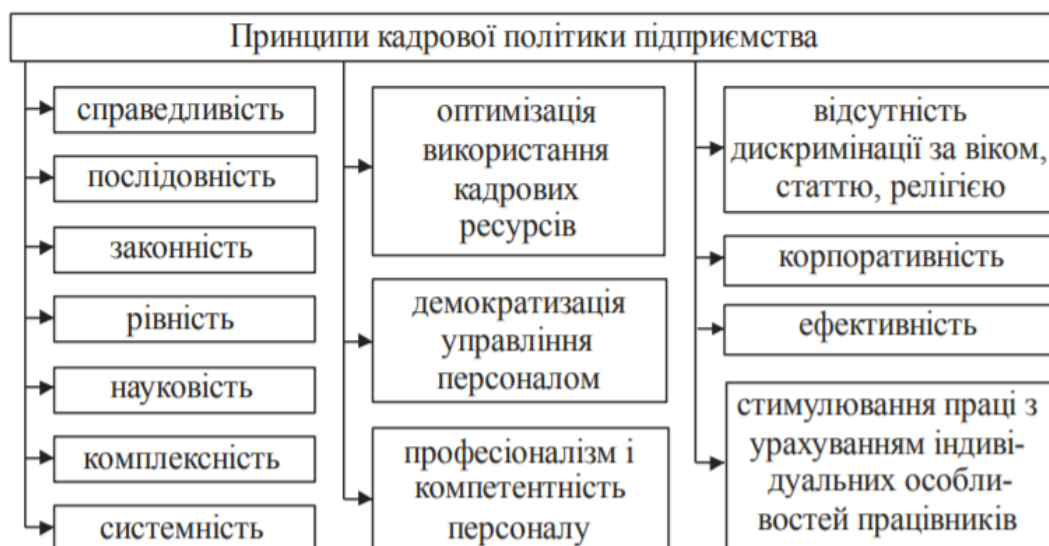 Принципи кадрової політики підприємства
справедливість
послідовність
законність
рівність
науковість
комплексність
системність
оптимізація
використання
кадрових
ресурсів
демократизація
управління
персоналом
професіоналізм і
компетентність
персоналу
відсутність
дискримінації за віком,
статтю, релігією
корпоративність
ефективність
стимулювання праці з
урахуванням індиві-
дуальних особли-
востей працівників